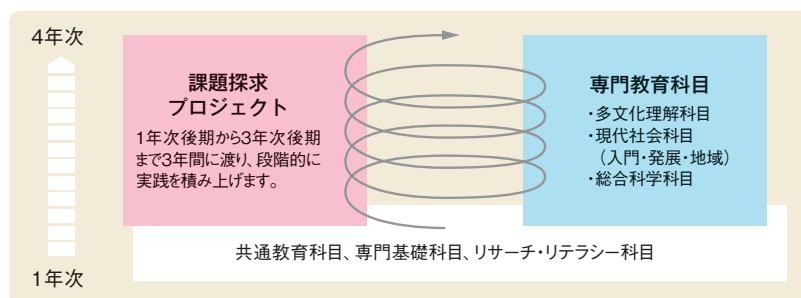 4年次
課題探求
プロジェクト
1年次後期から3年次後期
まで3年間に渡り、段階的に
実践を積み上げます。
専門教育科目
・多文化理解科目
・現代社会科目
（入門・発展・地域）
・総合科学科目
共通教育科目、専門基礎科目、リサーチ・リテラシー科目
1年次